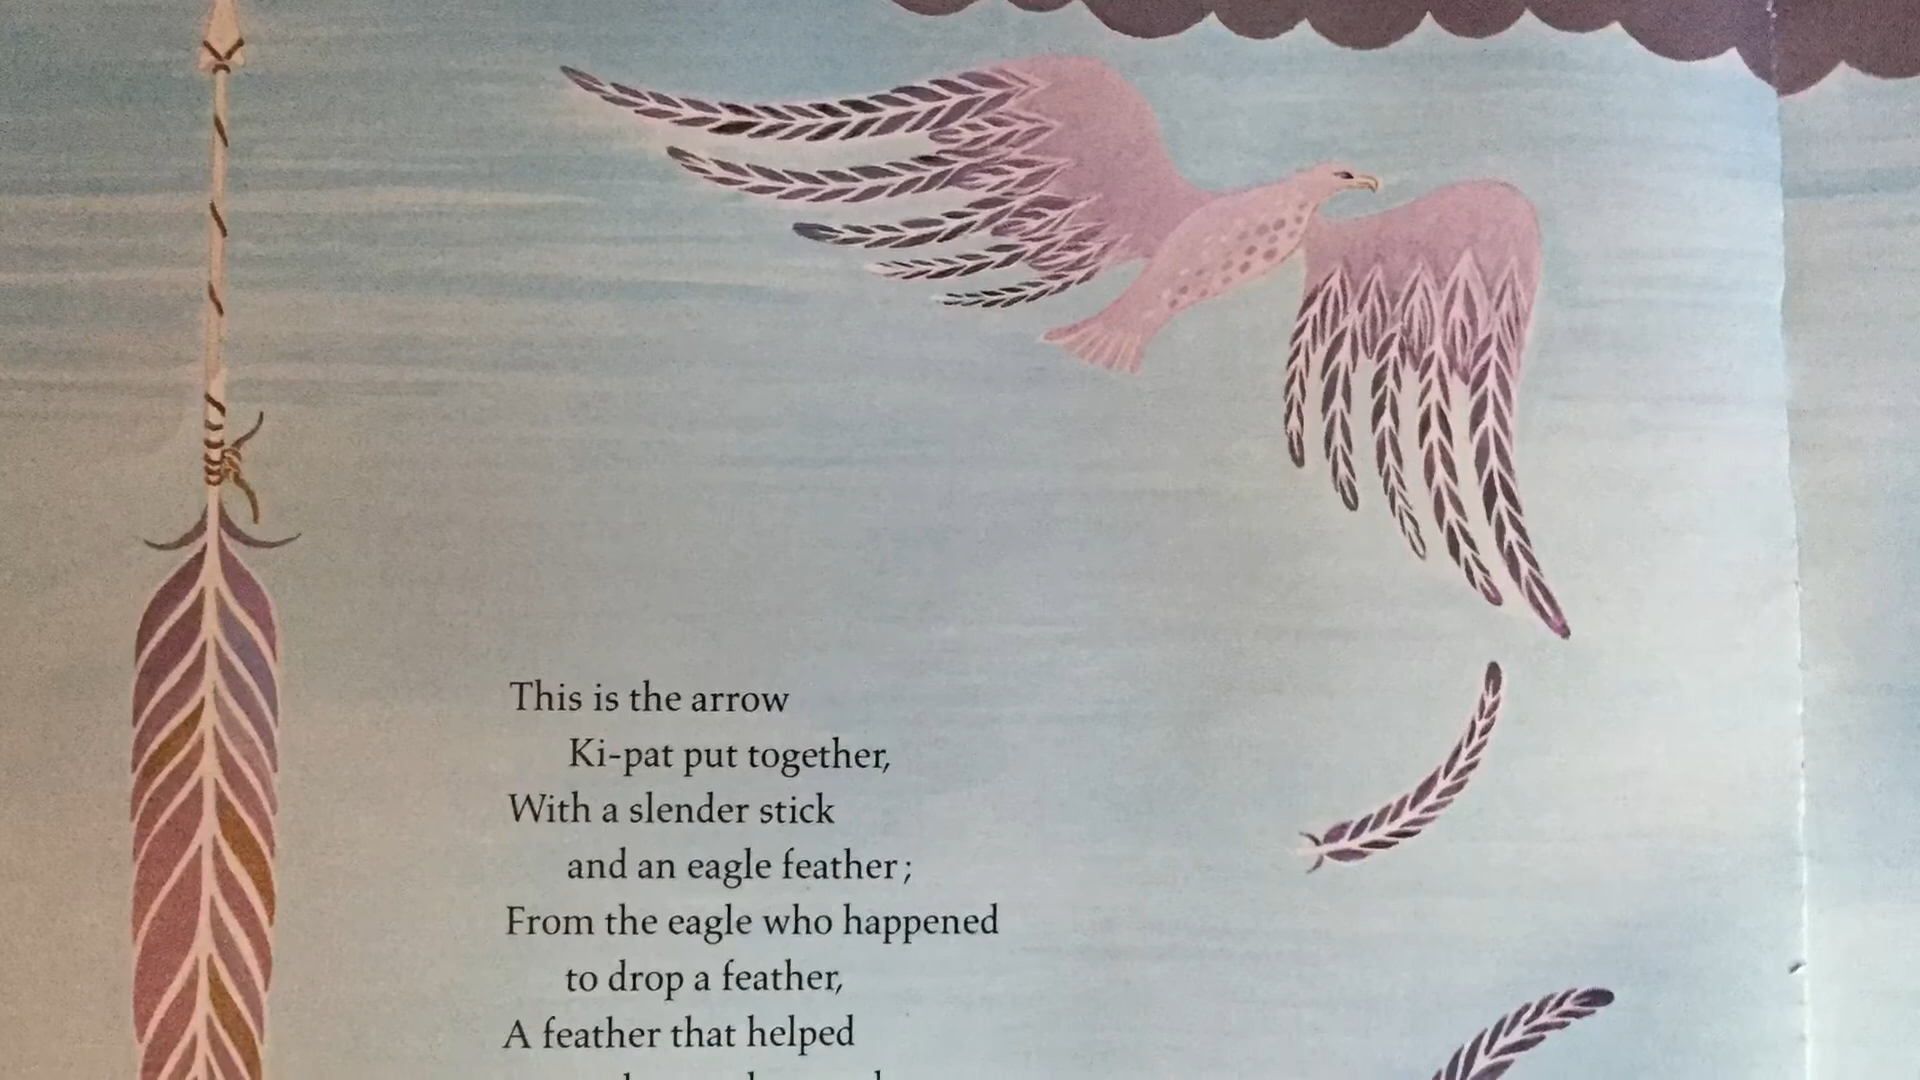 This is the arrow
Ki-pat put together,
With a slender stick
and an eagle feather;
From the eagle who happened
to drop a feather,
A feather that helped